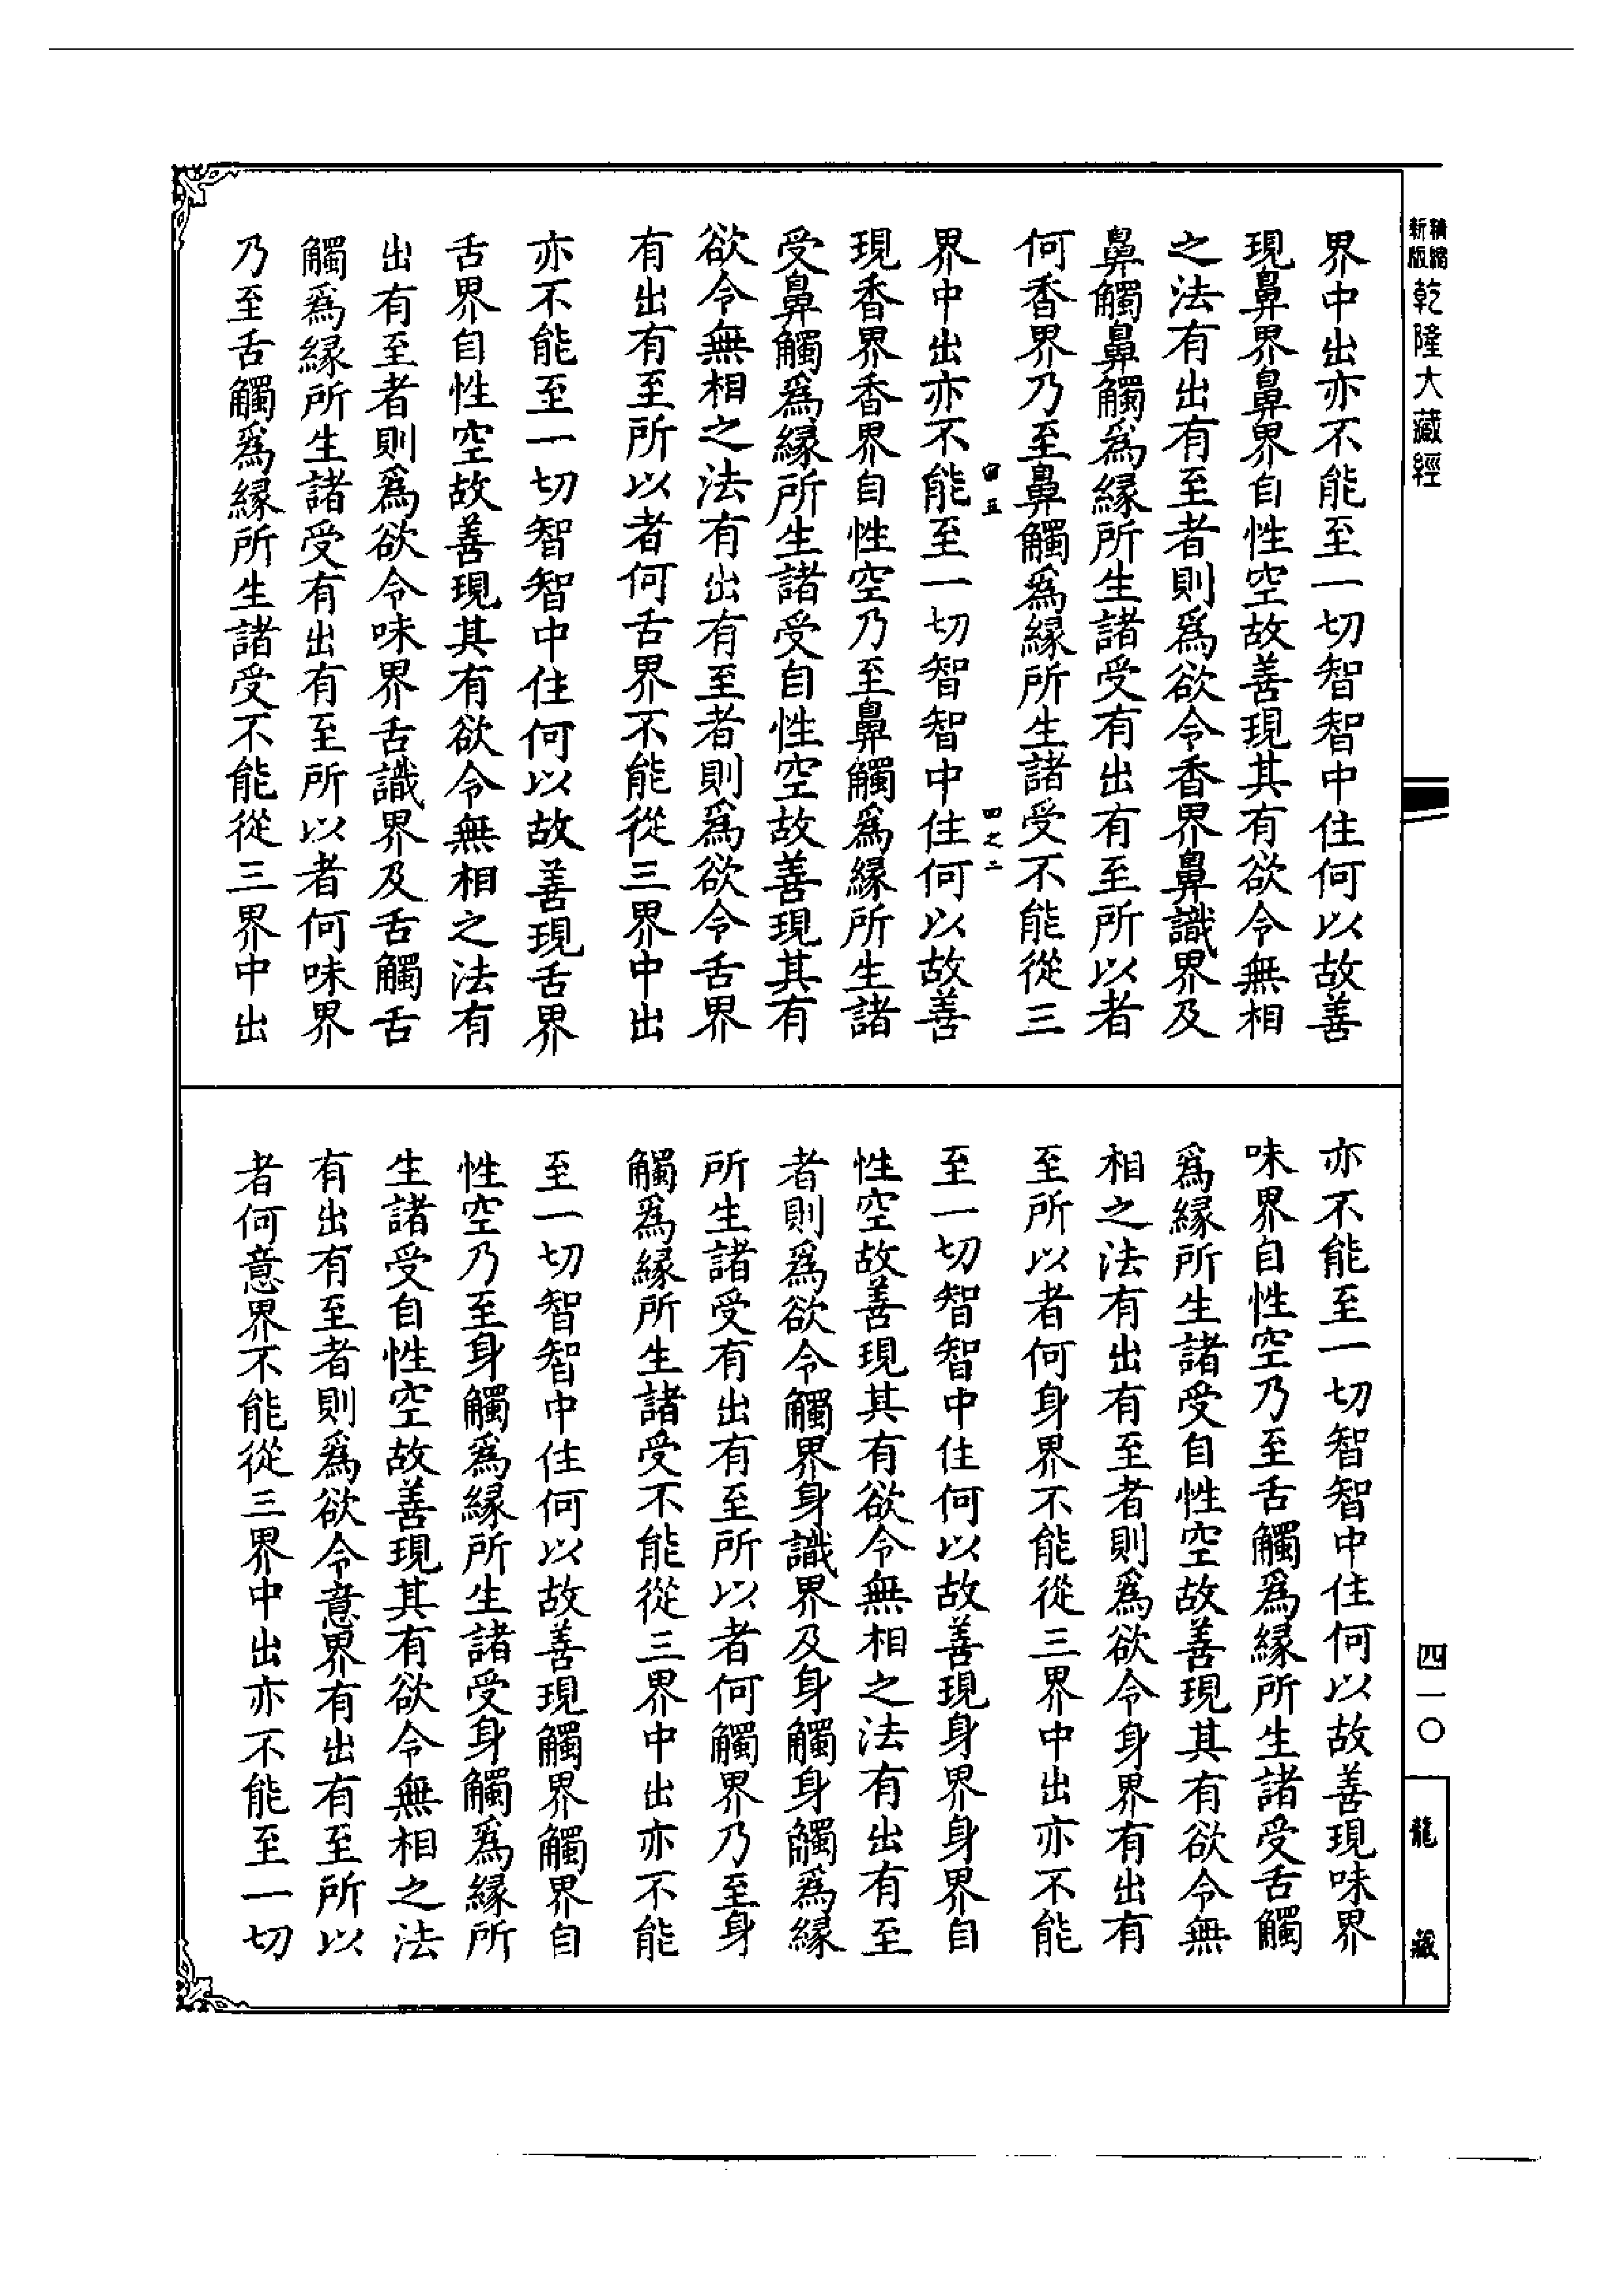 精縮
新版
乾隆大藏經
界中出亦不能至一切智智中住何以故善
現鼻界鼻界自性空故善現其有欲令無相
之法有出有至者則為欲令香界鼻識界及
鼻觸鼻觸為緣所生諸受有出有至所以者
何香界乃至鼻觸為緣所生諸受不能從三
四之二
界中出亦不能至一切智智中住何以故善
現香界香界自性空乃至鼻觸為緣所生諸
受鼻觸為緣所生諸受自性空故善現其有
欲令無相之法有出有至者則為欲令舌界
有出有至所以者何舌界不能從三界中出
亦不能至一切智智中住何以故善現舌界
舌界自性空故善現其有欲令無相之法有
出有至者則為欲令味界舌識界及舌觸舌
觸為緣所生諸受有出有至所以者何味界
乃至舌觸為緣所生諸受不能從三界中出
亦不能至一切智智中住何以故善現味界
味界自性空乃至舌觸為緣所生諸受舌觸
為緣所生諸受自性空故善現其有欲令無
相之法有出有至者則為欲令身界有出有
至所以者何身界不能從三界中出亦不能
至一切智智中住何以故善現身界身界自
性空故善現其有欲令無相之法有出有至
者則為欲令觸界身識界及身觸身觸為緣
所生諸受有出有至所以者何觸界乃至身
觸為緣所生諸受不能從三界中出亦不能
至一切智智中住何以故善現觸界觸界自
性空乃至身觸為緣所生諸受身觸為緣所
生諸受自性空故善現其有欲令無相之法
有出有至者則為欲令意界有出有至所以
者何意界不能從三界中出亦不能至一切
四一〇
龍藏